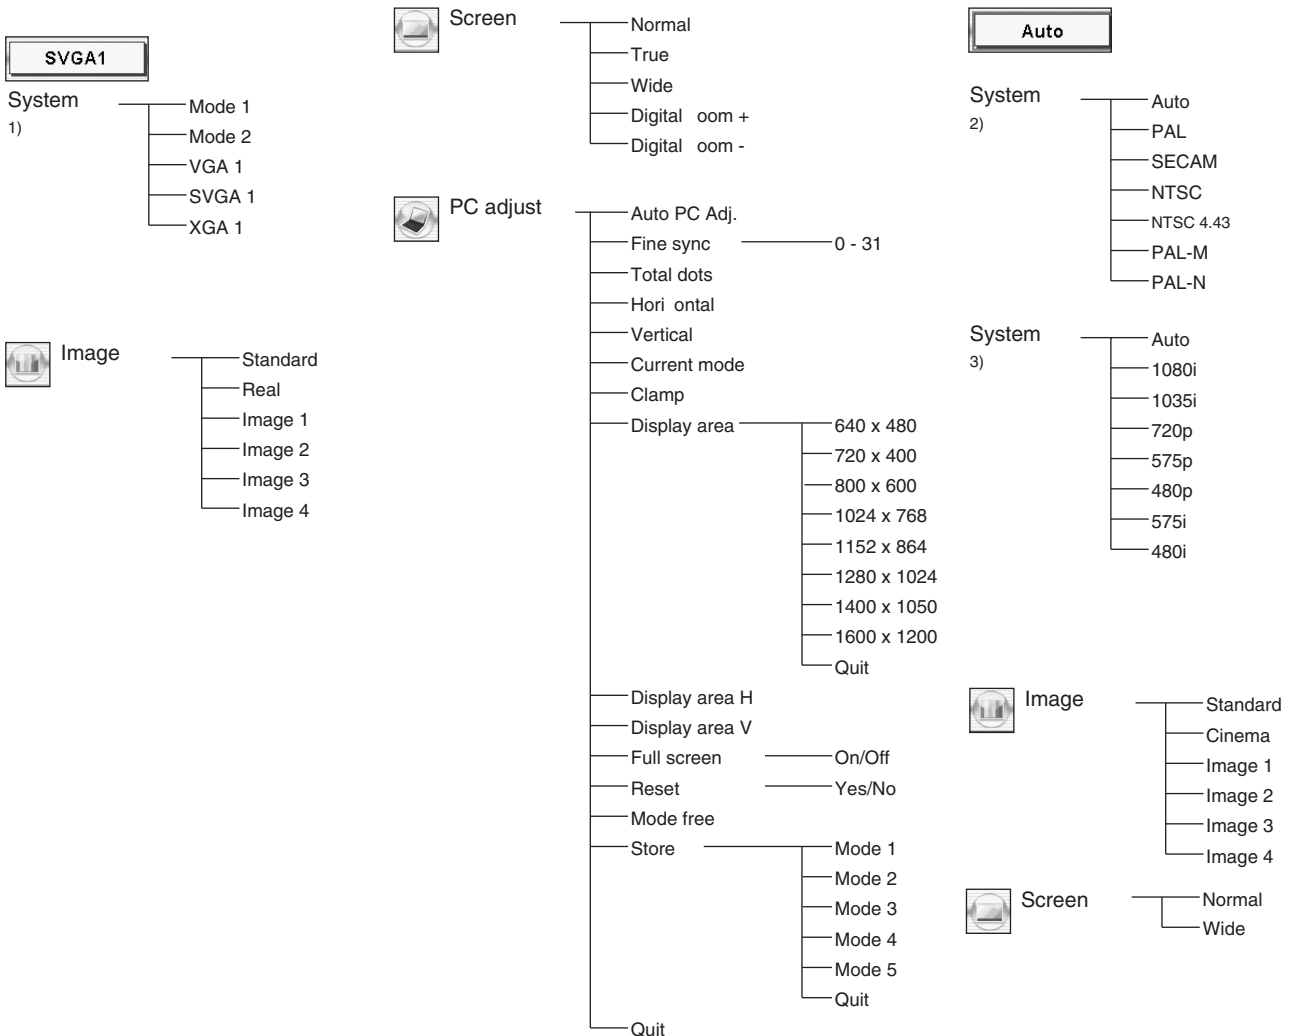 SVGA1
System
1)
Mode 1
Mode 2
VGA 1
SVGA 1
XGA 1
Image
Standard
Real
Image 1
Image 2
Image 3
Image 4
Screen
Normal
True
Wide
Digital oom +
Digital oom -
PC adjust
Auto PC Adj.
Fine sync 0 - 31
Total dots
Hori ontal
Vertical
Current mode
Clamp
Display area
640 x 480
720 x 400
800 x 600
1024 x 768
1152 x 864
1280 x 1024
1400 x 1050
1600 x 1200
Quit
Display area H
Display area V
Full screen On/Off
Reset Yes/No
Mode free
Store
Mode 1
Mode 2
Mode 3
Mode 4
Mode 5
Quit
Quit
Auto
System
2)
Auto
PAL
SECAM
NTSC
NTSC 4.43
PAL-M
PAL-N
System
3)
Auto
1080i
1035i
720p
575p
480p
575i
480i
Image
Standard
Cinema
Image 1
Image 2
Image 3
Image 4
Screen
Normal
Wide